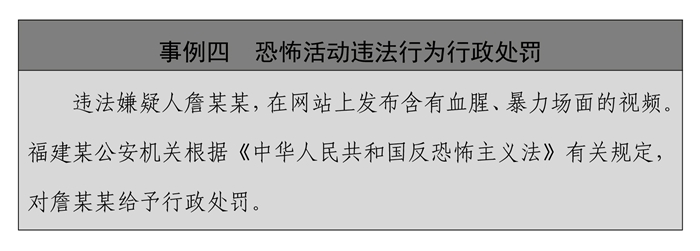 事例四　恐怖活动违法行为行政处罚
违法嫌疑人詹某某，在网站上发布含有血腥、暴力场面的视频。
福建某公安机关根据《中华人民共和国反恐怖主义法》有关规定，
对詹某某给予行政处罚。